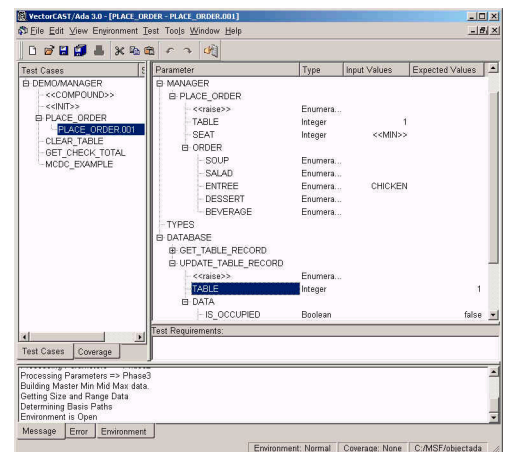 VectorCAST/Ada 3.0 - [PLACE_ORDER - PLACE_ORDER.001]
File Edit View Environment Test Tools Window Help
Test Cases S
DEMO/MANAGER
<<COMPOUND>>
<<INIT>>
PLACE_ORDER
PLACE_ORDER.001
CLEAR_TABLE
GET_CHECK_TOTAL
MCDC_EXAMPLE
Test Cases Coverage
Parameter Type Input Values Expected Values
MANAGER
PLACE_ORDER
<<raise>> Enumera...
TABLE Integer 1
SEAT Integer <<MIN>>
ORDER
SOUP Enumera...
SALAD Enumera...
ENTREE Enumera... CHICKEN
DESSERT Enumera...
BEVERAGE Enumera...
TYPES
DATABASE
GET_TABLE_RECORD
UPDATE_TABLE_RECORD
<<raise>> Enumera...
TABLE Integer 1
DATA
IS_OCCUPIED Boolean false
Test Requirements:
Processing Parameters => Phase3
Building Master Min Mid Max data.
Getting Size and Range Data
Determining Basis Paths
Environment is Open
Message Error Environment
Environment: Normal Coverage: None C:/MSF/objectada